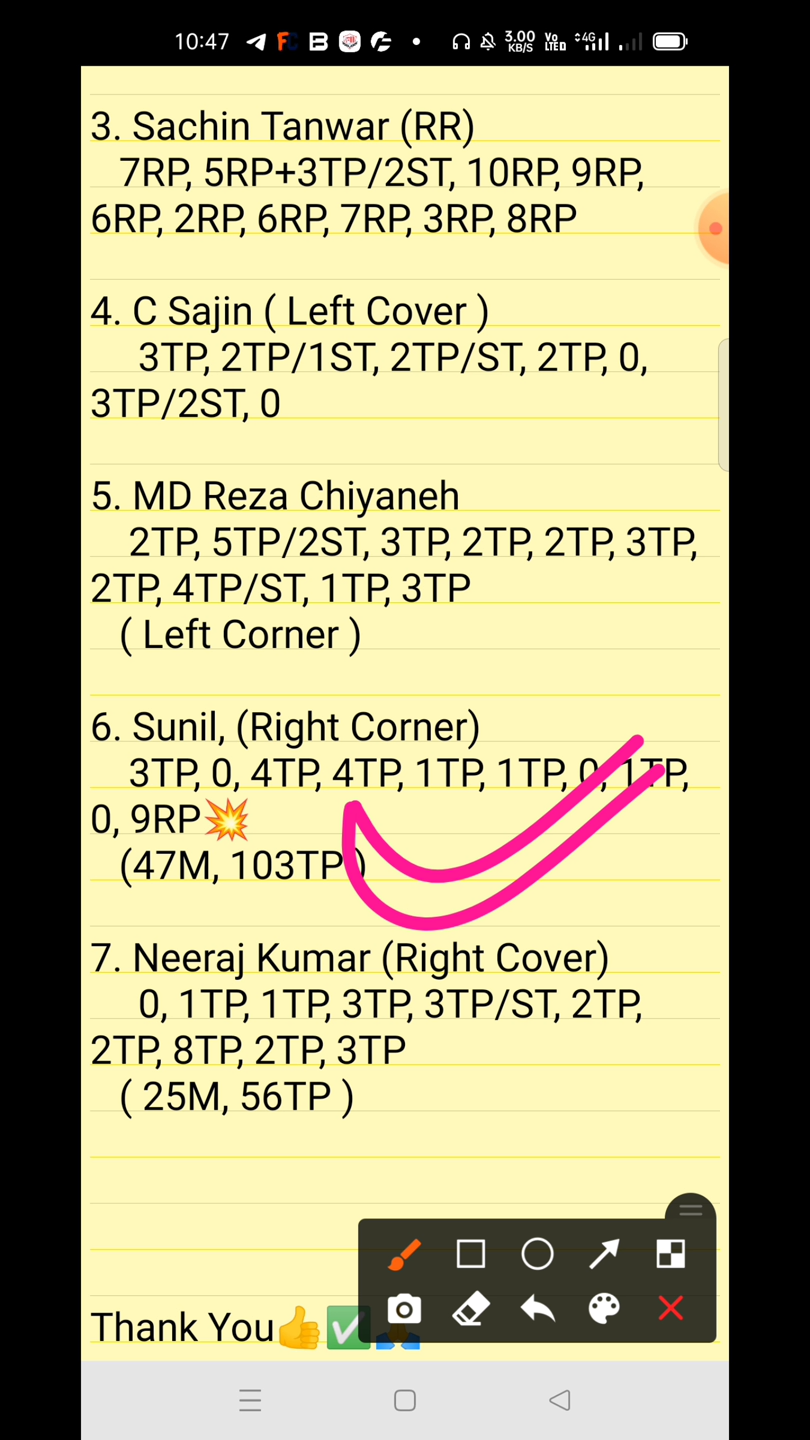 10:47 3.00 KB/S Vo LTED 4G
3. Sachin Tanwar (RR)
7RP, 5RP+3TP/2ST, 10RP, 9RP,
6RP, 2RP, 6RP, 7RP, 3RP, 8RP
4. C Sajin ( Left Cover )
3TP, 2TP/1ST, 2TP/ST, 2TP, 0,
3TP/2ST, 0
5. MD Reza Chiyaneh
2TP, 5TP/2ST, 3TP, 2TP, 2TP, 3TP,
2TP, 4TP/ST, 1TP, 3TP
( Left Corner )
6. Sunil, (Right Corner)
3TP, 0, 4TP, 4TP, 1TP, 1TP, 0, 1TP,
0, 9RP💥
(47M, 103TP )
7. Neeraj Kumar (Right Cover)
0, 1TP, 1TP, 3TP, 3TP/ST, 2TP,
2TP, 8TP, 2TP, 3TP
( 25M, 56TP )
Thank You👍✅🙏